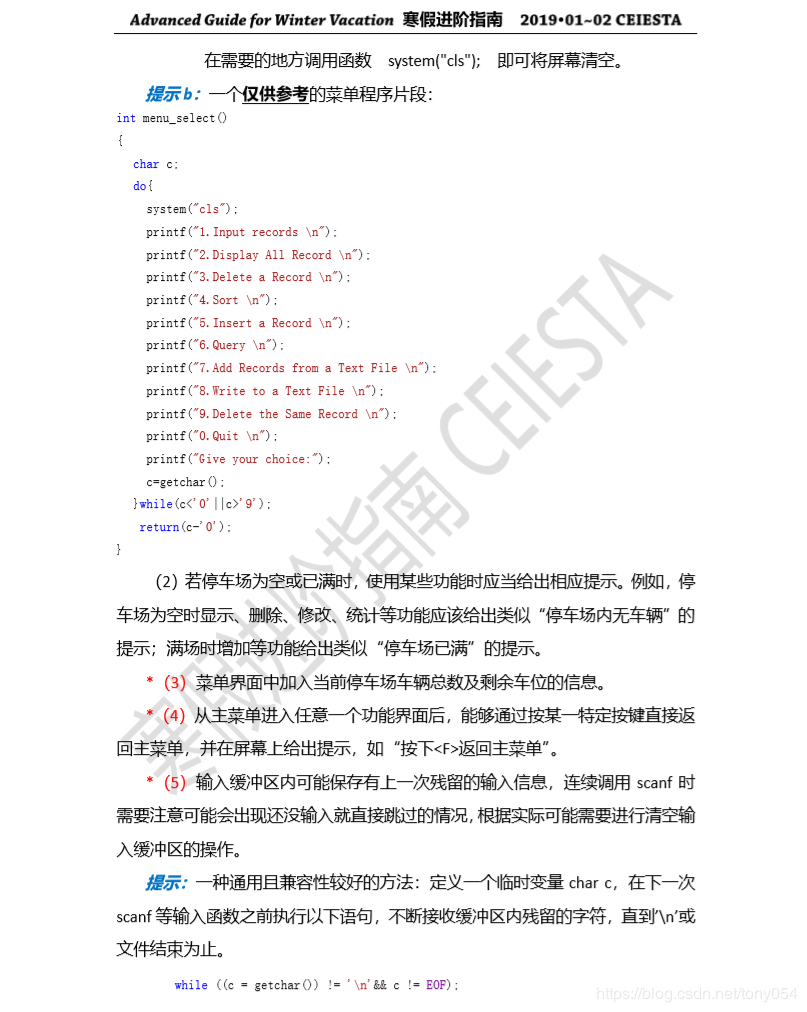 Advanced Guide for Winter Vacation 寒假进阶指南 2019•01~02 CEIESTA
在需要的地方调用函数 system("cls"); 即可将屏幕清空。
提示 b：一个仅供参考的菜单程序片段：
int menu_select()
{
char c;
do{
system("cls");
printf("1.Input records \n");
printf("2.Display All Record \n");
printf("3.Delete a Record \n");
printf("4.Sort \n");
printf("5.Insert a Record \n");
printf("6.Query \n");
printf("7.Add Records from a Text File \n");
printf("8.Write to a Text File \n");
printf("9.Delete the Same Record \n");
printf("0.Quit \n");
printf("Give your choice:");
c=getchar();
}while(c<'0'||c>'9');
return(c-'0');
}
（2）若停车场为空或已满时，使用某些功能时应当给出相应提示。例如，停
车场为空时显示、删除、修改、统计等功能应该给出类似“停车场内无车辆”的
提示；满场时增加等功能给出类似“停车场已满”的提示。
*（3）菜单界面中加入当前停车场车辆总数及剩余车位的信息。
*（4）从主菜单进入任意一个功能界面后，能够通过按某一特定按键直接返
回主菜单，并在屏幕上给出提示，如“按下<F>返回主菜单”。
*（5）输入缓冲区内可能保存有上一次残留的输入信息，连续调用 scanf 时
需要注意可能会出现还没输入就直接跳过的情况，根据实际可能需要进行清空输
入缓冲区的操作。
提示：一种通用且兼容性较好的方法：定义一个临时变量 char c，在下一次
scanf 等输入函数之前执行以下语句，不断接收缓冲区内残留的字符，直到'\n'或
文件结束为止。
while ((c = getchar()) != '\n'&& c != EOF);
寒假进阶指南 CEIESTA
https://blog.csdn.net/tony054